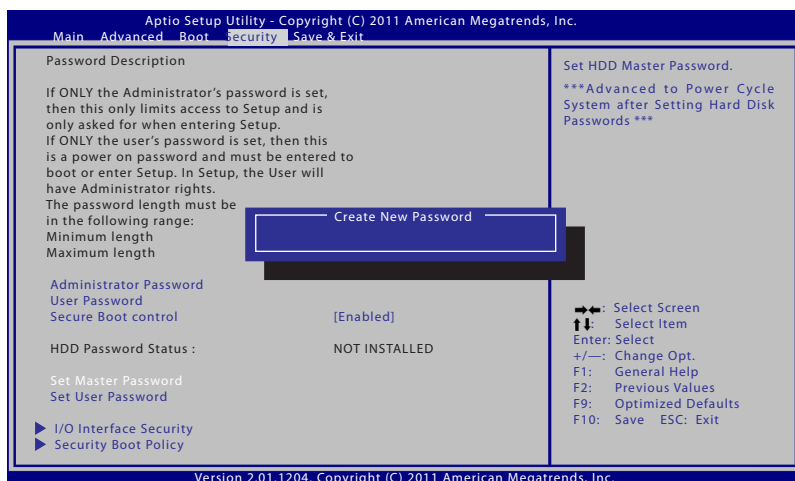 Aptio Setup Utility - Copyright (C) 2011 American Megatrends, Inc.
Main Advanced Boot Security Save & Exit
Password Description
If ONLY the Administrator's password is set,
then this only limits access to Setup and is
only asked for when entering Setup.
If ONLY the user's password is set, then this
is a power on password and must be entered to
boot or enter Setup. In Setup, the User will
have Administrator rights.
The password length must be
in the following range:
Minimum length
Maximum length
Create New Password
Administrator Password
User Password
Secure Boot control [Enabled]
HDD Password Status : NOT INSTALLED
Set Master Password
Set User Password
I/O Interface Security
Security Boot Policy
Set HDD Master Password.
***Advanced to Power Cycle
System after Setting Hard Disk
Passwords ***
→←: Select Screen
↑↓: Select Item
Enter: Select
+/—: Change Opt.
F1: General Help
F2: Previous Values
F9: Optimized Defaults
F10: Save ESC: Exit
Version 2.01.1204. Copyright (C) 2011 American Megatrends, Inc.